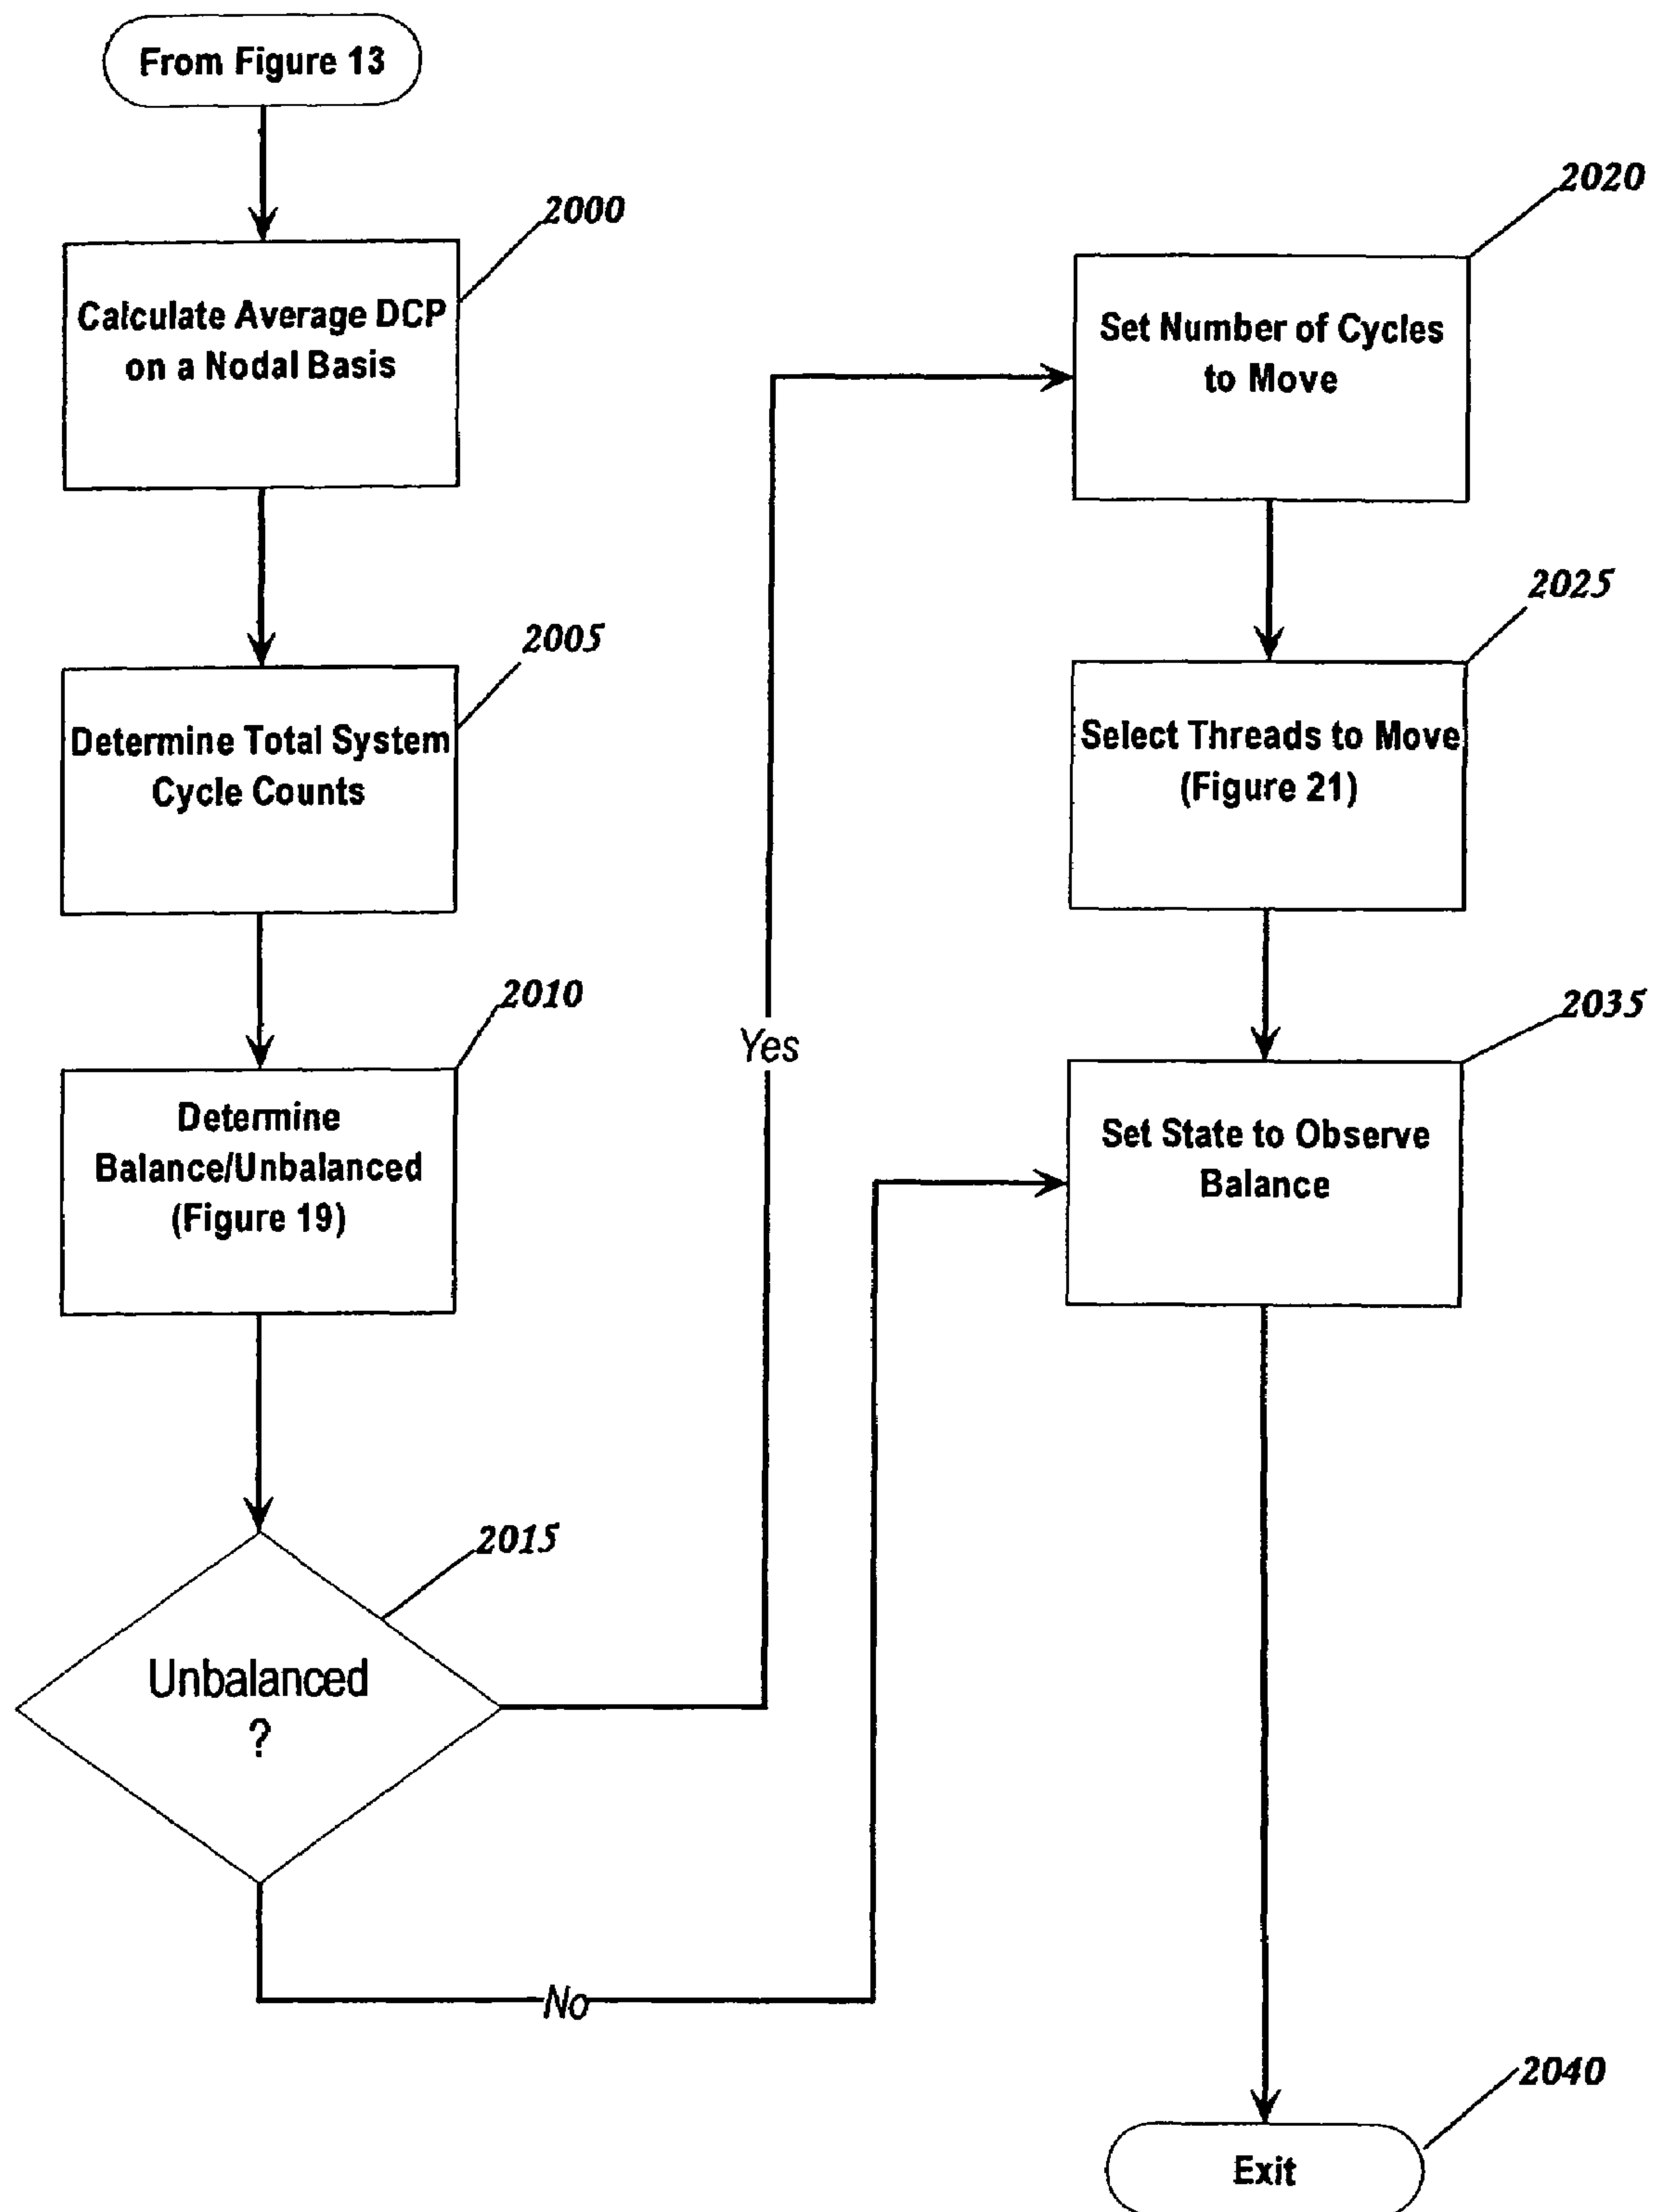 From Figure 13
2000
Calculate Average DCP
on a Nodal Basis
2005
Determine Total System
Cycle Counts
2010
Determine
Balance/Unbalanced
(Figure 19)
2015
Unbalanced
?
Yes
No
2020
Set Number of Cycles
to Move
2025
Select Threads to Move
(Figure 21)
2035
Set State to Observe
Balance
2040
Exit